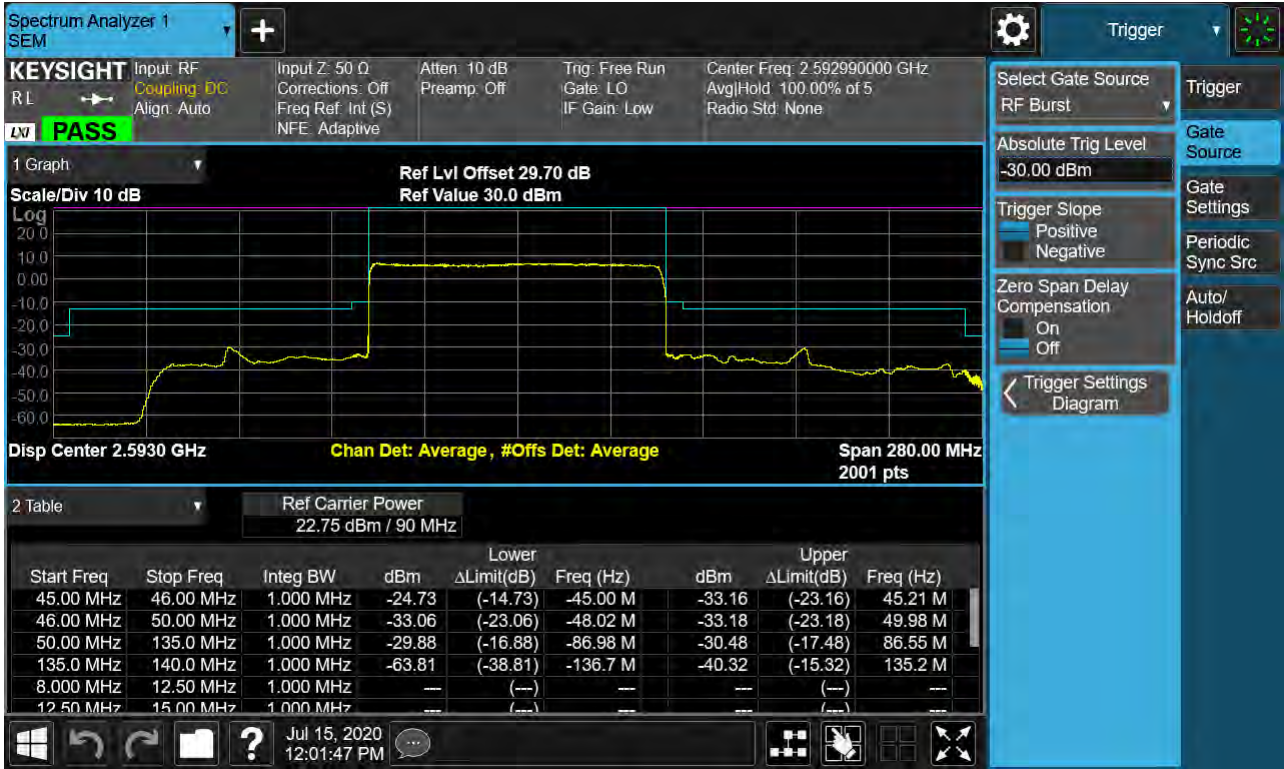 Spectrum Analyzer 1
SEM
+
Trigger
KEYSIGHT
RL
LXI PASS
Input: RF
Coupling: DC
Align: Auto
Input Z: 50 Ω
Corrections: Off
Freq Ref: Int (S)
NFE: Adaptive
Atten: 10 dB
Preamp: Off
Trig: Free Run
Gate: LO
IF Gain: Low
Center Freq: 2.592990000 GHz
Avg|Hold: 100.00% of 5
Radio Std: None
1 Graph
Scale/Div 10 dB
Ref Lvl Offset 29.70 dB
Ref Value 30.0 dBm
Log
20.0
10.0
0.00
-10.0
-20.0
-30.0
-40.0
-50.0
-60.0
Disp Center 2.5930 GHz
Chan Det: Average, #Offs Det: Average
Span 280.00 MHz
2001 pts
2 Table
Ref Carrier Power
22.75 dBm / 90 MHz
Lower Upper
Start Freq Stop Freq Integ BW dBm ΔLimit(dB) Freq (Hz) dBm ΔLimit(dB) Freq (Hz)
45.00 MHz 46.00 MHz 1.000 MHz -24.73 (-14.73) -45.00 M -33.16 (-23.16) 45.21 M
46.00 MHz 50.00 MHz 1.000 MHz -33.06 (-23.06) -48.02 M -33.18 (-23.18) 49.98 M
50.00 MHz 135.0 MHz 1.000 MHz -29.88 (-16.88) -86.98 M -30.48 (-17.48) 86.55 M
135.0 MHz 140.0 MHz 1.000 MHz -63.81 (-38.81) -136.7 M -40.32 (-15.32) 135.2 M
8.000 MHz 12.50 MHz 1.000 MHz --- (---) --- --- (---) ---
12.50 MHz 15.00 MHz 1.000 MHz --- (---) --- --- (---) ---
?
Jul 15, 2020
12:01:47 PM
Select Gate Source
RF Burst
Absolute Trig Level
-30.00 dBm
Trigger Slope
Positive
Negative
Zero Span Delay
Compensation
On
Off
Trigger Settings
Diagram
Trigger
Gate
Source
Gate
Settings
Periodic
Sync Src
Auto/
Holdoff